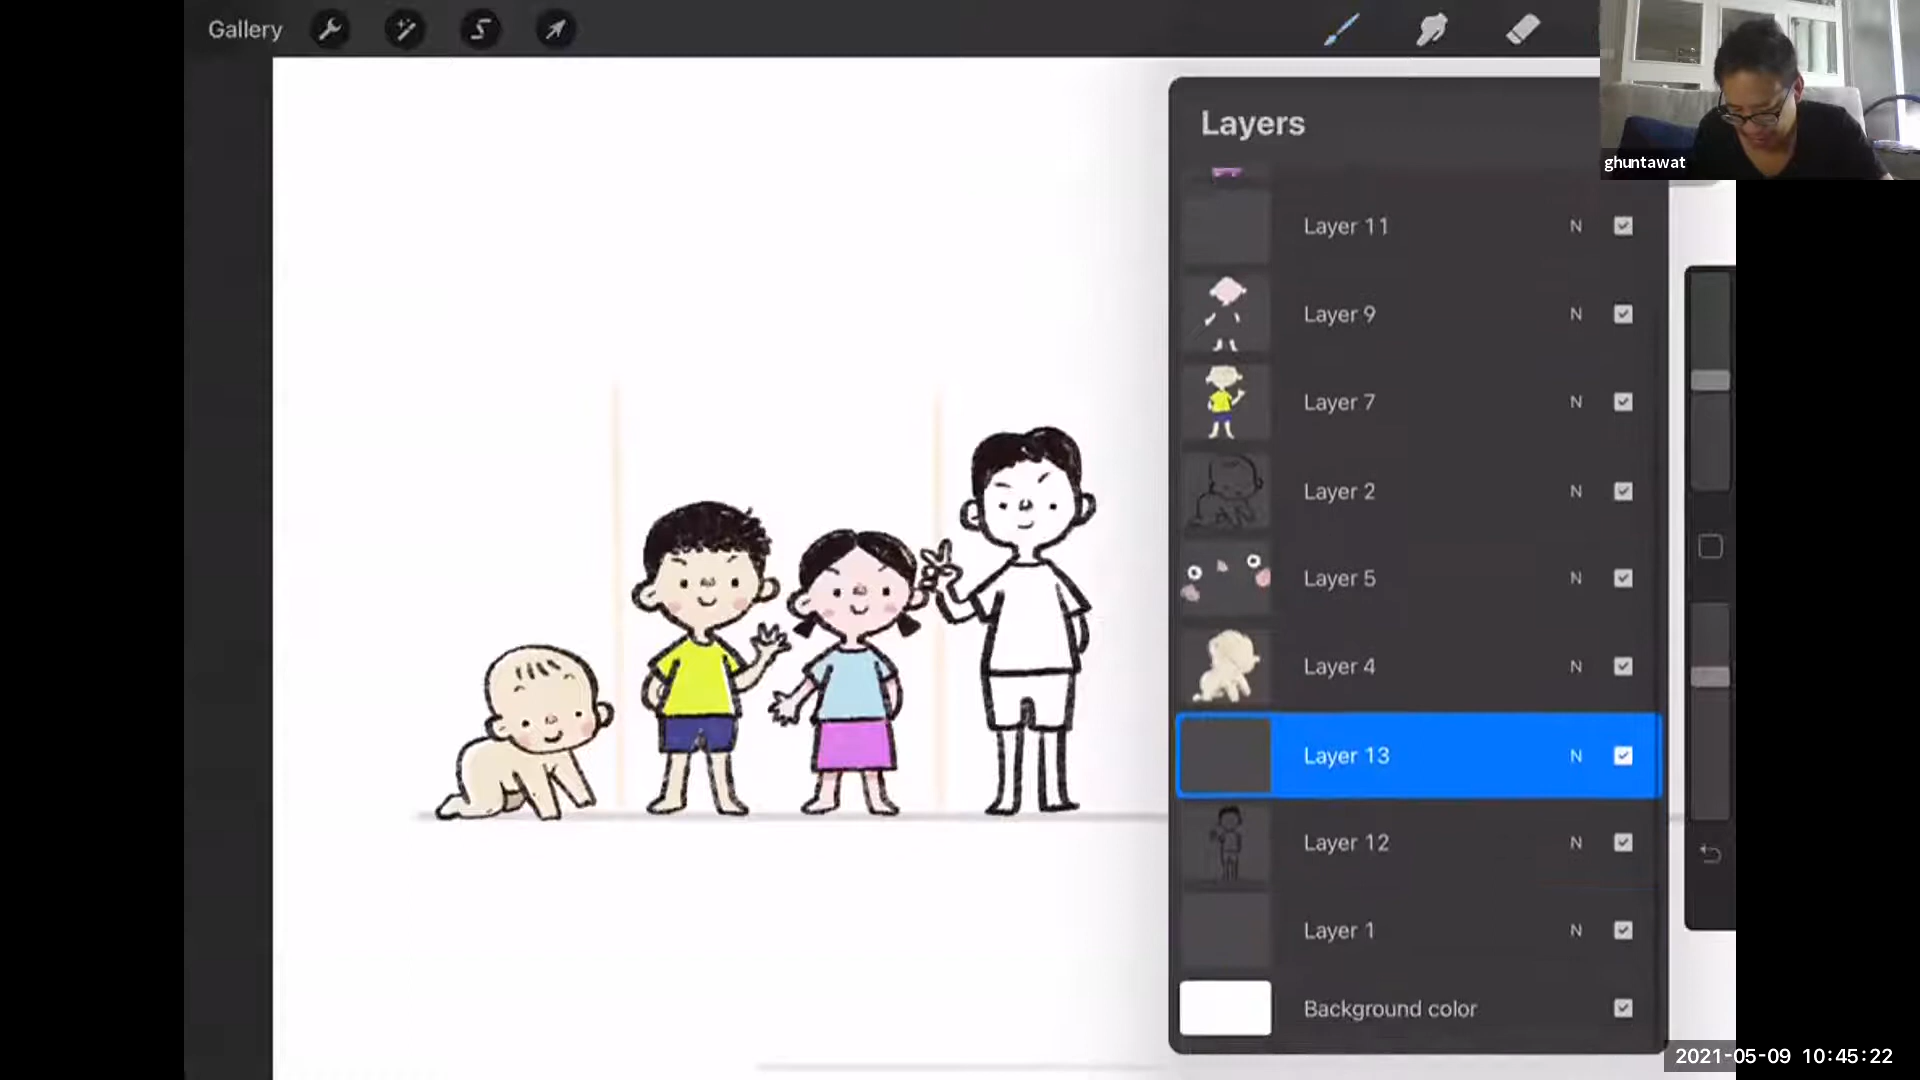 Gallery
Layers
ghuntawat
Layer 11 N
Layer 9 N
Layer 7 N
Layer 2 N
Layer 5 N
Layer 4 N
Layer 13 N
Layer 12 N
Layer 1 N
Background color
2021-05-09 10:45:22